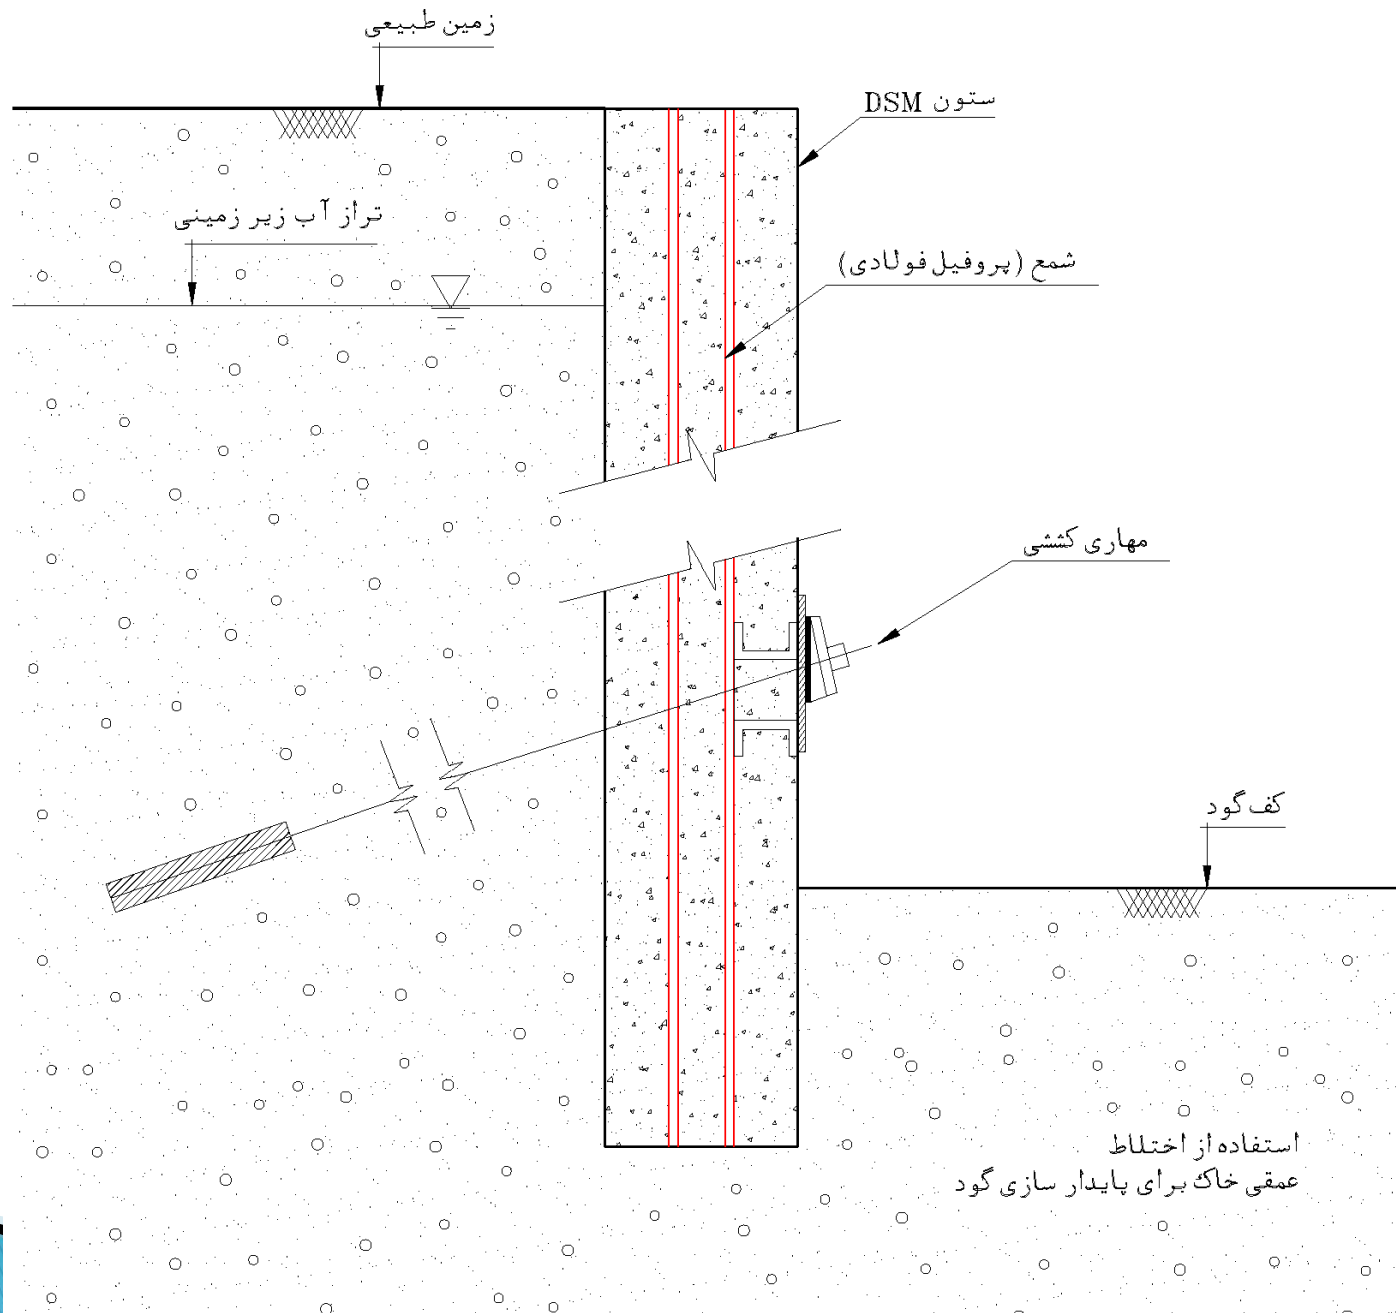 زمین طبیعی
ستون DSM
تراز آب زیر زمینی
شمع (پروفیل فولادی)
مهاری کششی
کف گود
استفاده از اختلاط
عمقی خاک برای پایدار سازی گود